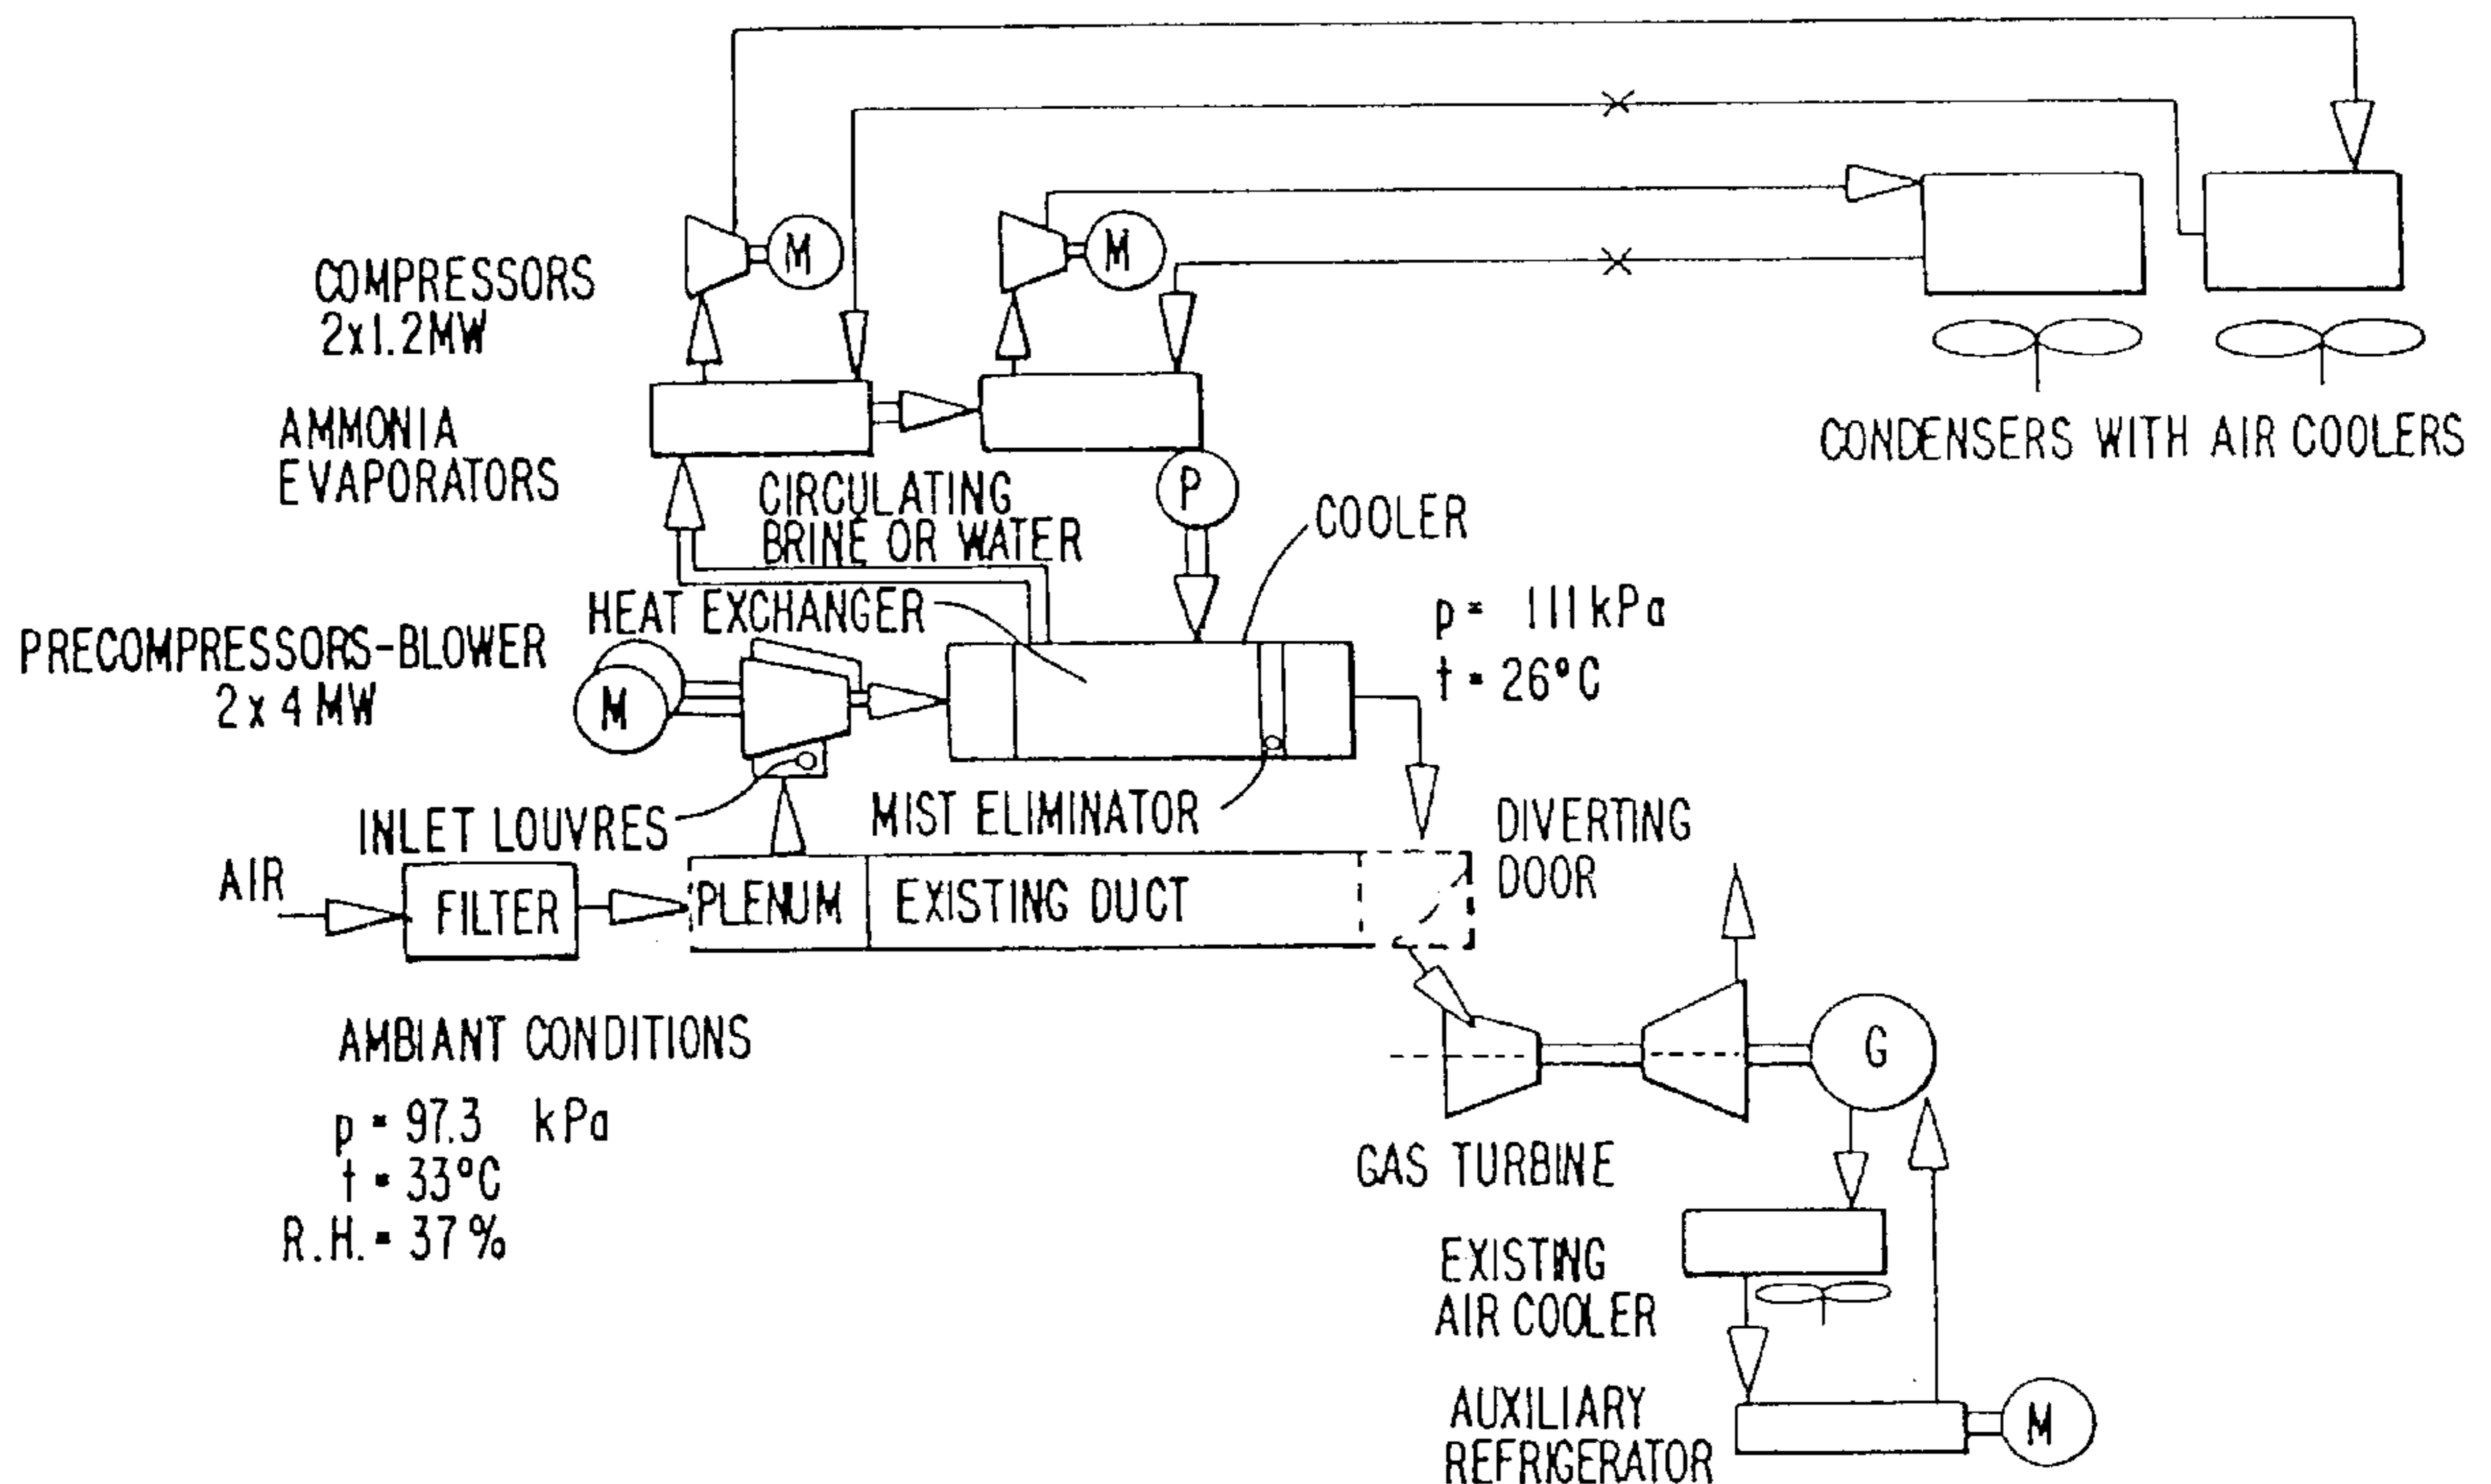 COMPRESSORS
2x1.2MW
M
M
AMMONIA
EVAPORATORS
CONDENSERS WITH AIR COOLERS
CIRCULATING
BRINE OR WATER
P
COOLER
HEAT EXCHANGER
PRECOMPRESSORS-BLOWER
2 x 4 MW
M
p = 111 kPa
t = 26°C
INLET LOUVRES
MIST ELIMINATOR
DIVERTING
DOOR
AIR
FILTER
PLENUM
EXISTING DUCT
AMBIANT CONDITIONS
p = 97.3 kPa
t = 33°C
R.H. = 37%
G
GAS TURBINE
EXISTING
AIR COOLER
AUXILIARY
REFRIGERATOR
M